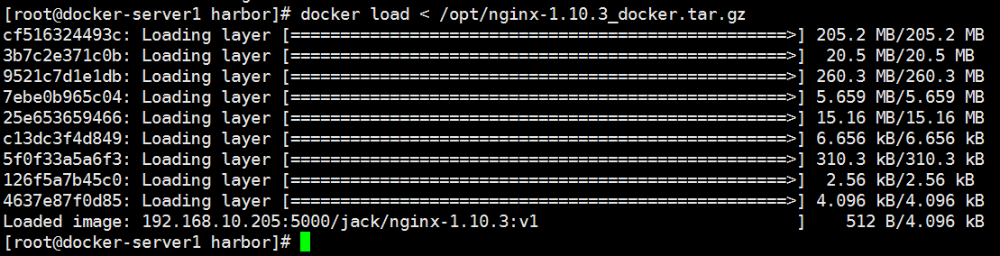 [root@docker-server1 harbor]# docker load < /opt/nginx-1.10.3_docker.tar.gz
cf516324493c: Loading layer [==================================================>] 205.2 MB/205.2 MB
3b7c2e371c0b: Loading layer [==================================================>] 20.5 MB/20.5 MB
9521c7d1e1db: Loading layer [==================================================>] 260.3 MB/260.3 MB
7ebe0b965c04: Loading layer [==================================================>] 5.659 MB/5.659 MB
25e653659466: Loading layer [==================================================>] 15.16 MB/15.16 MB
c13dc3f4d849: Loading layer [==================================================>] 6.656 kB/6.656 kB
5f0f33a5a6f3: Loading layer [==================================================>] 310.3 kB/310.3 kB
126f5a7b45c0: Loading layer [==================================================>] 2.56 kB/2.56 kB
4637e87f0d85: Loading layer [==================================================>] 4.096 kB/4.096 kB
Loaded image: 192.168.10.205:5000/jack/nginx-1.10.3:v1 ] 512 B/4.096 kB
[root@docker-server1 harbor]#